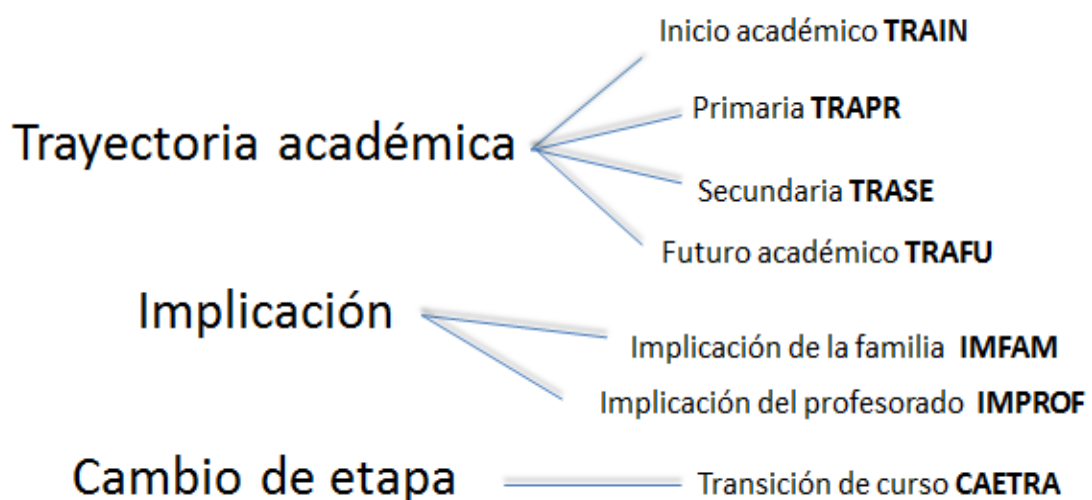 Inicio académico TRAIN
Primaria TRAPR
Trayectoria académica
Secundaria TRASE
Futuro académico TRAFU
Implicación
Implicación de la familia IMFAM
Implicación del profesorado IMPROF
Cambio de etapa
Transición de curso CAETRA